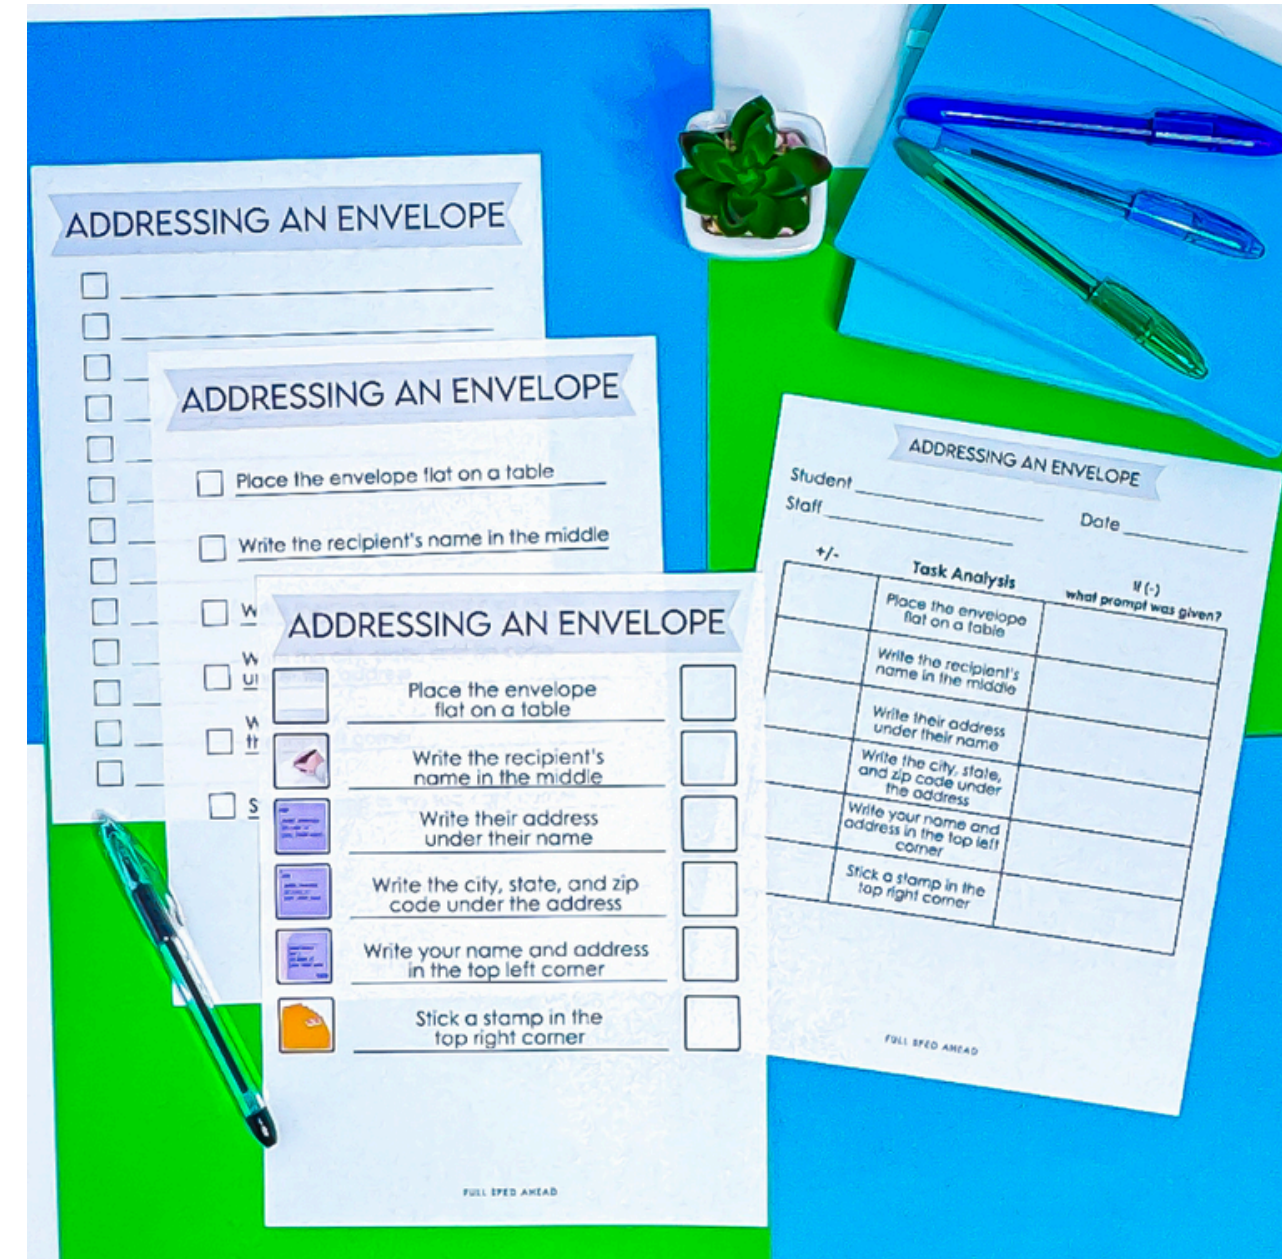 ADDRESSING AN ENVELOPE
ADDRESSING AN ENVELOPE
Place the envelope flat on a table
Write the recipient's name in the middle
W
W
W
S
ADDRESSING AN ENVELOPE
Place the envelope
flat on a table
Write the recipient's
name in the middle
Write their address
under their name
Write the city, state, and zip
code under the address
Write your name and address
in the top left corner
Stick a stamp in the
top right corner
FULL SPED AHEAD
ADDRESSING AN ENVELOPE
Student
Date
Staff
+/-
Task Analysis
If (-)
what prompt was given?
Place the envelope
flat on a table
Write the recipient's
name in the middle
Write their address
under their name
Write the city, state,
and zip code under
the address
Write your name and
address in the top left
corner
Stick a stamp in the
top right corner
FULL SPED AHEAD